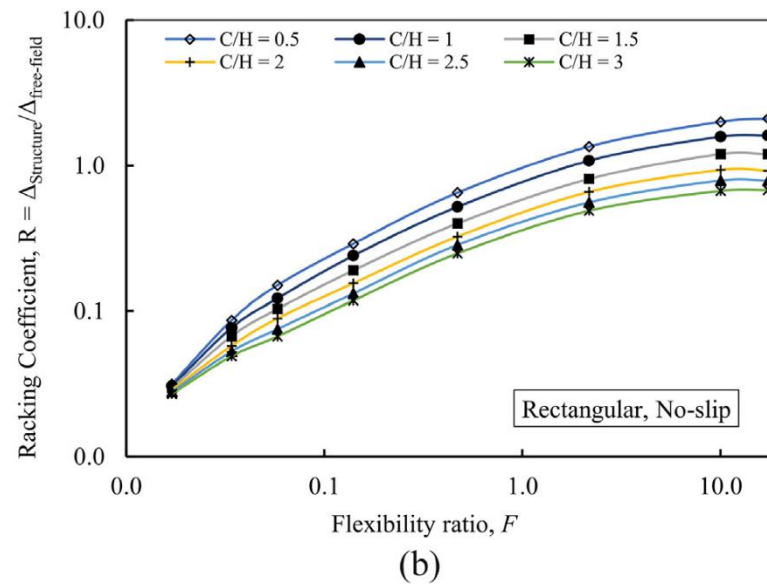 10.0
C/H = 0.5 C/H = 1 C/H = 1.5
C/H = 2 C/H = 2.5 C/H = 3
Racking Coefficient, R = Δ_Structure/Δ_free-field
1.0
0.1
0.0
Rectangular, No-slip
0.0 0.1 1.0 10.0
Flexibility ratio, F
(b)